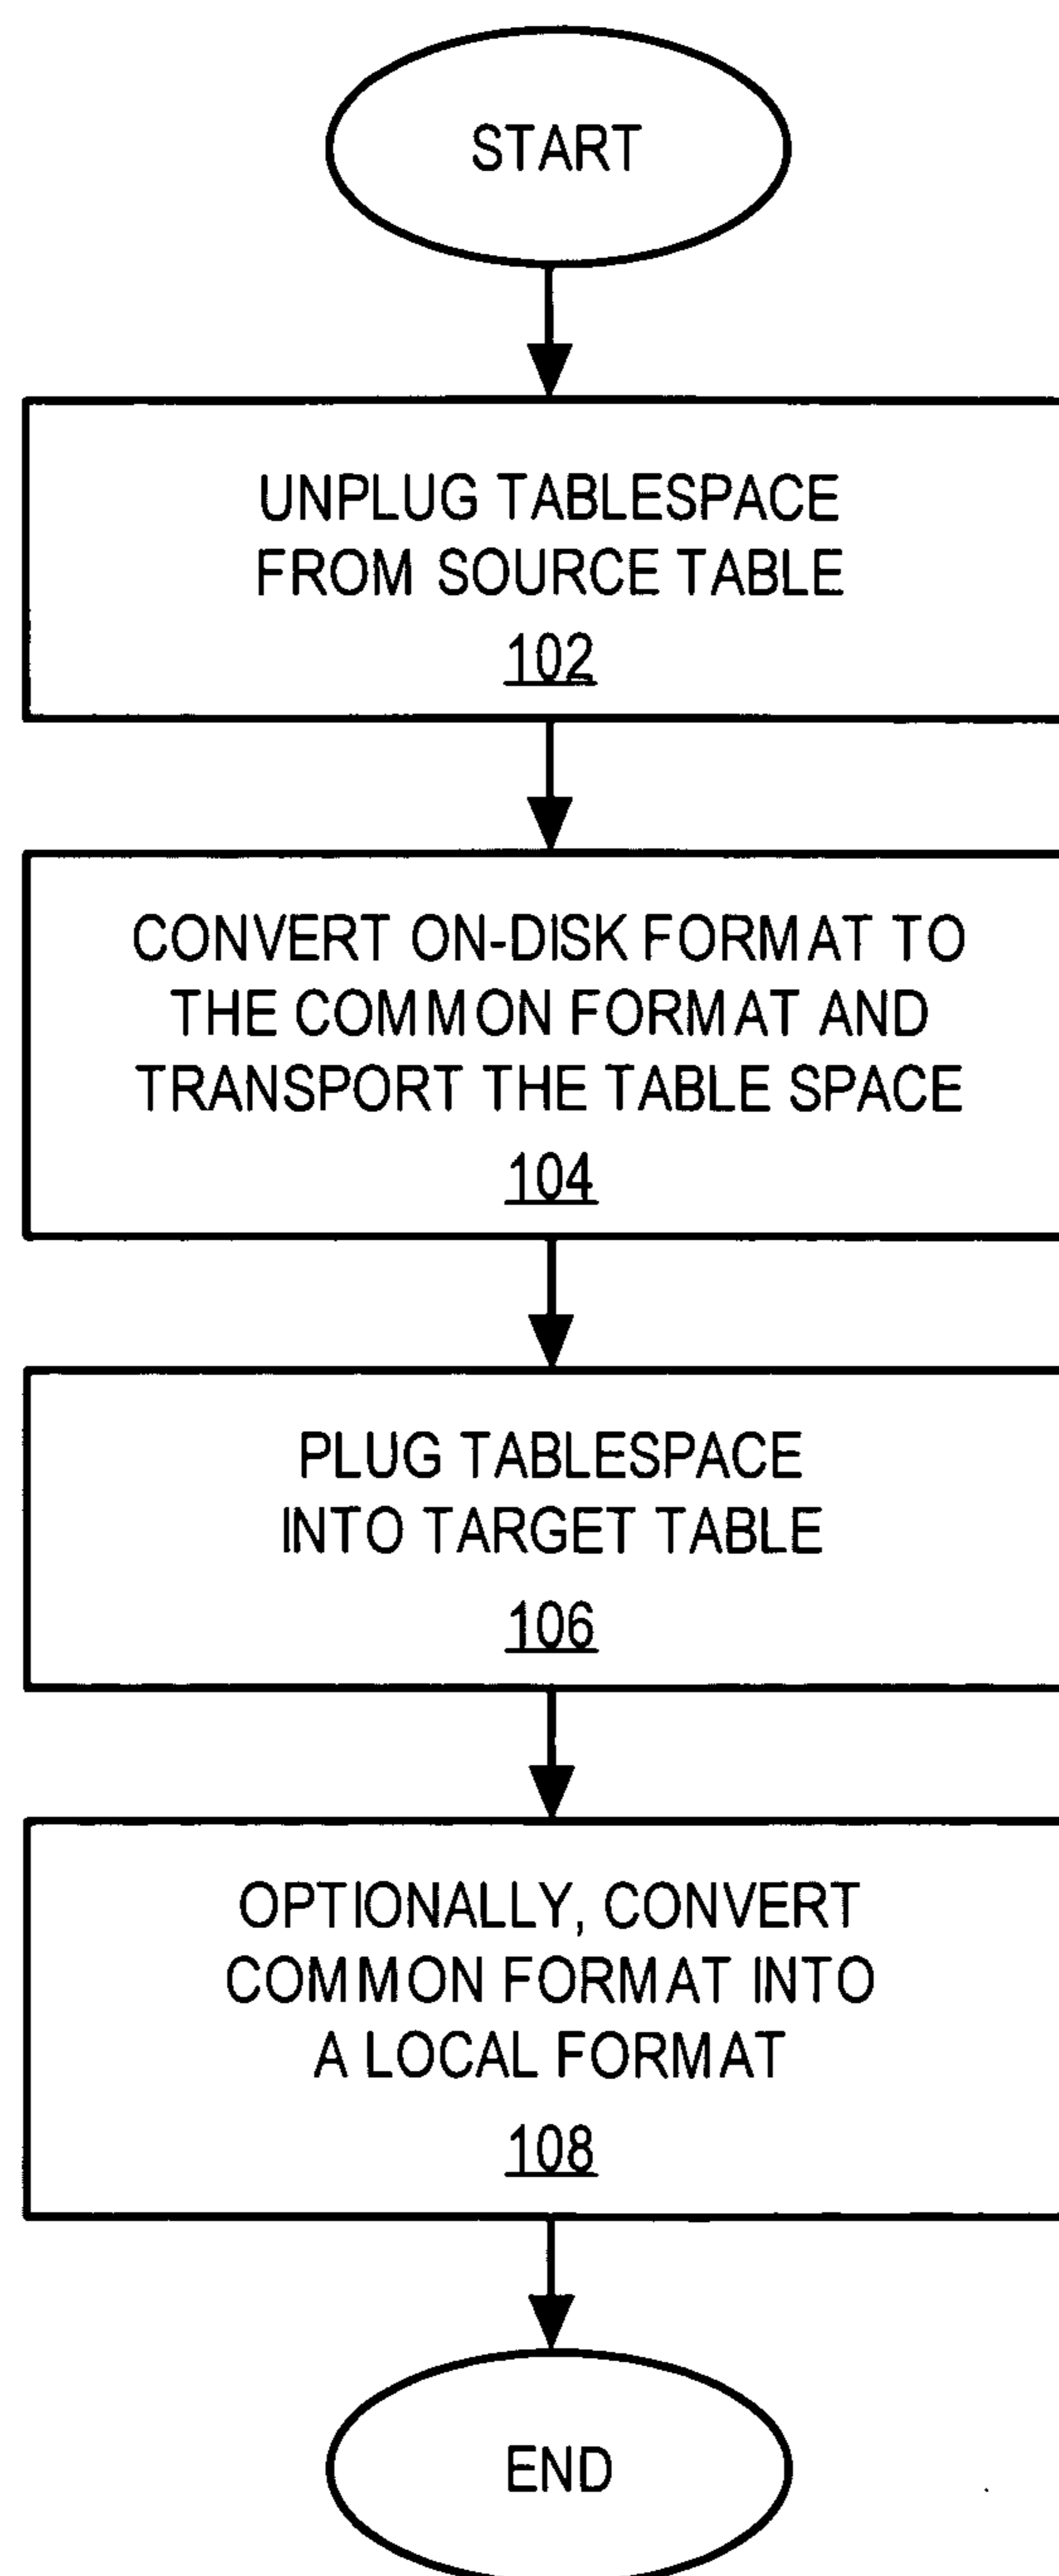 START
UNPLUG TABLESPACE
FROM SOURCE TABLE
102
CONVERT ON-DISK FORMAT TO
THE COMMON FORMAT AND
TRANSPORT THE TABLE SPACE
104
PLUG TABLESPACE
INTO TARGET TABLE
106
OPTIONALLY, CONVERT
COMMON FORMAT INTO
A LOCAL FORMAT
108
END